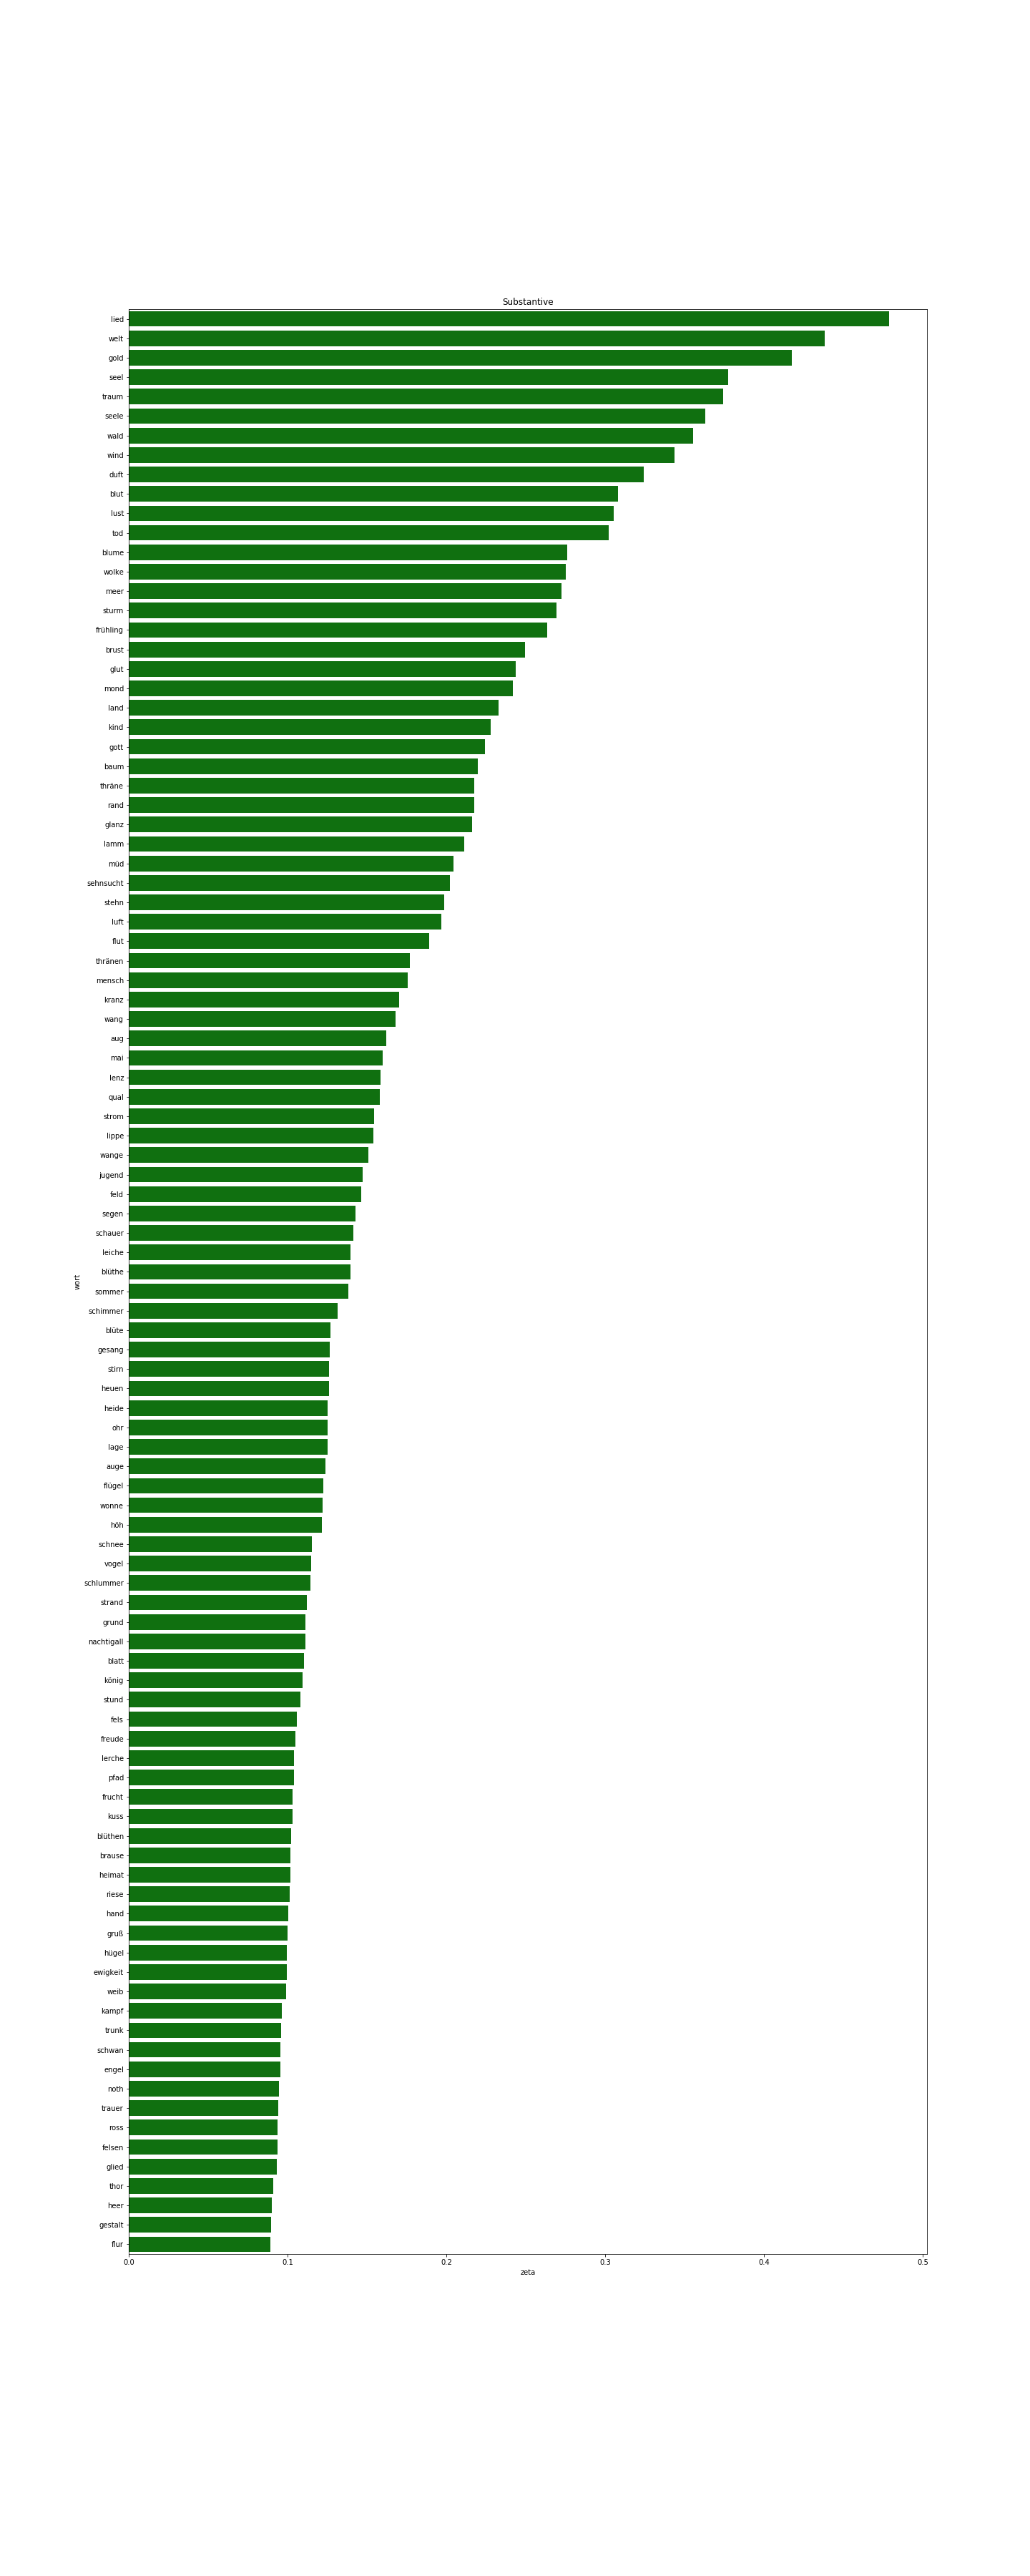 Substantive
lied
welt
gold
seel
traum
seele
wald
wind
duft
blut
lust
tod
blume
wolke
meer
sturm
frühling
brust
glut
mond
land
kind
gott
baum
thräne
rand
glanz
lamm
müd
sehnsucht
stehn
luft
flut
thränen
mensch
kranz
wang
aug
mai
lenz
qual
strom
lippe
wange
jugend
feld
segen
schauer
leiche
blüthe
wort
sommer
schimmer
blüte
gesang
stirn
heuen
heide
ohr
lage
auge
flügel
wonne
höh
schnee
vogel
schlummer
strand
grund
nachtigall
blatt
könig
stund
fels
freude
lerche
pfad
frucht
kuss
blüthen
brause
heimat
riese
hand
gruß
hügel
ewigkeit
weib
kampf
trunk
schwan
engel
noth
trauer
ross
felsen
glied
thor
heer
gestalt
flur
0.0 0.1 0.2 0.3 0.4 0.5
zeta